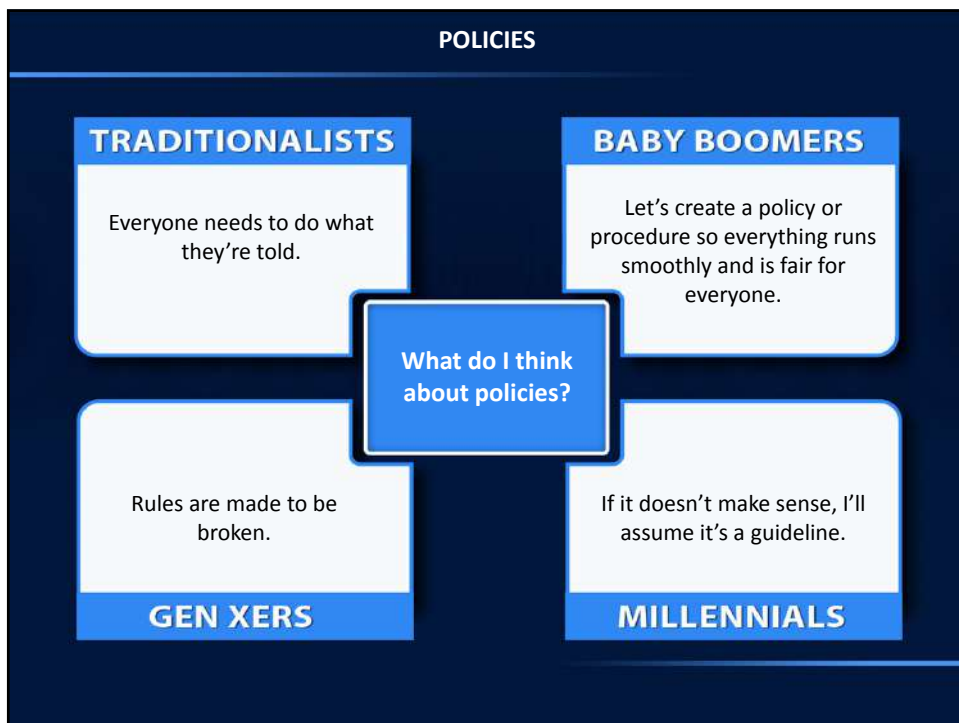 POLICIES
TRADITIONALISTS
Everyone needs to do what
they’re told.
BABY BOOMERS
Let’s create a policy or
procedure so everything runs
smoothly and is fair for
everyone.
What do I think
about policies?
Rules are made to be
broken.
GEN XERS
If it doesn’t make sense, I’ll
assume it’s a guideline.
MILLENNIALS